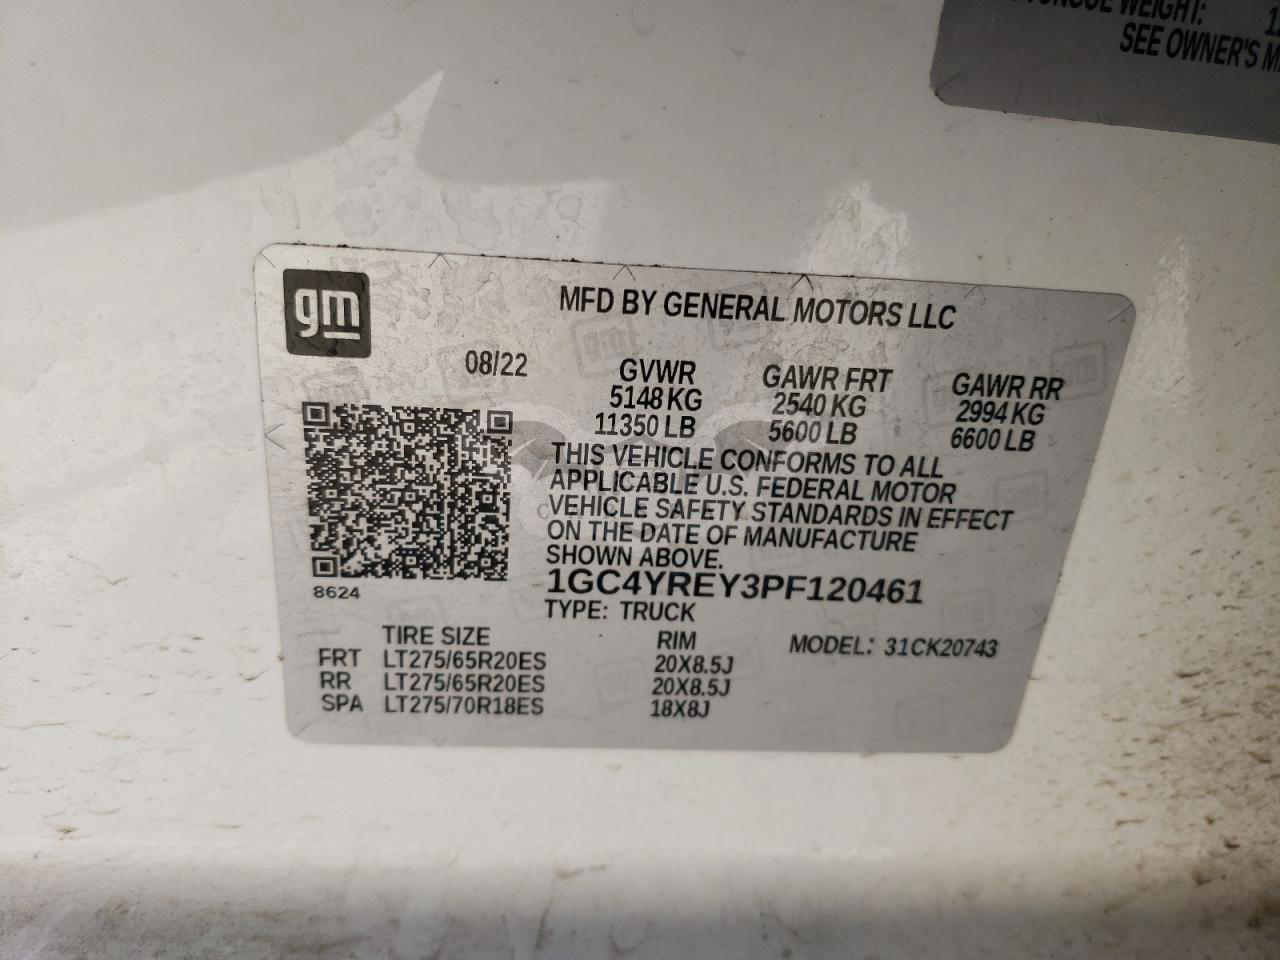 WEIGHT:
SEE OWNER'S
gm
MFD BY GENERAL MOTORS LLC
08/22
GVWR GAWR FRT GAWR RR
5148 KG 2540 KG 2994 KG
11350 LB 5600 LB 6600 LB
THIS VEHICLE CONFORMS TO ALL
APPLICABLE U.S. FEDERAL MOTOR
VEHICLE SAFETY STANDARDS IN EFFECT
ON THE DATE OF MANUFACTURE
SHOWN ABOVE.
1GC4YREY3PF120461
8624
TYPE: TRUCK
TIRE SIZE RIM MODEL: 31CK20743
FRT LT275/65R20ES 20X8.5J
RR LT275/65R20ES 20X8.5J
SPA LT275/70R18ES 18X8J